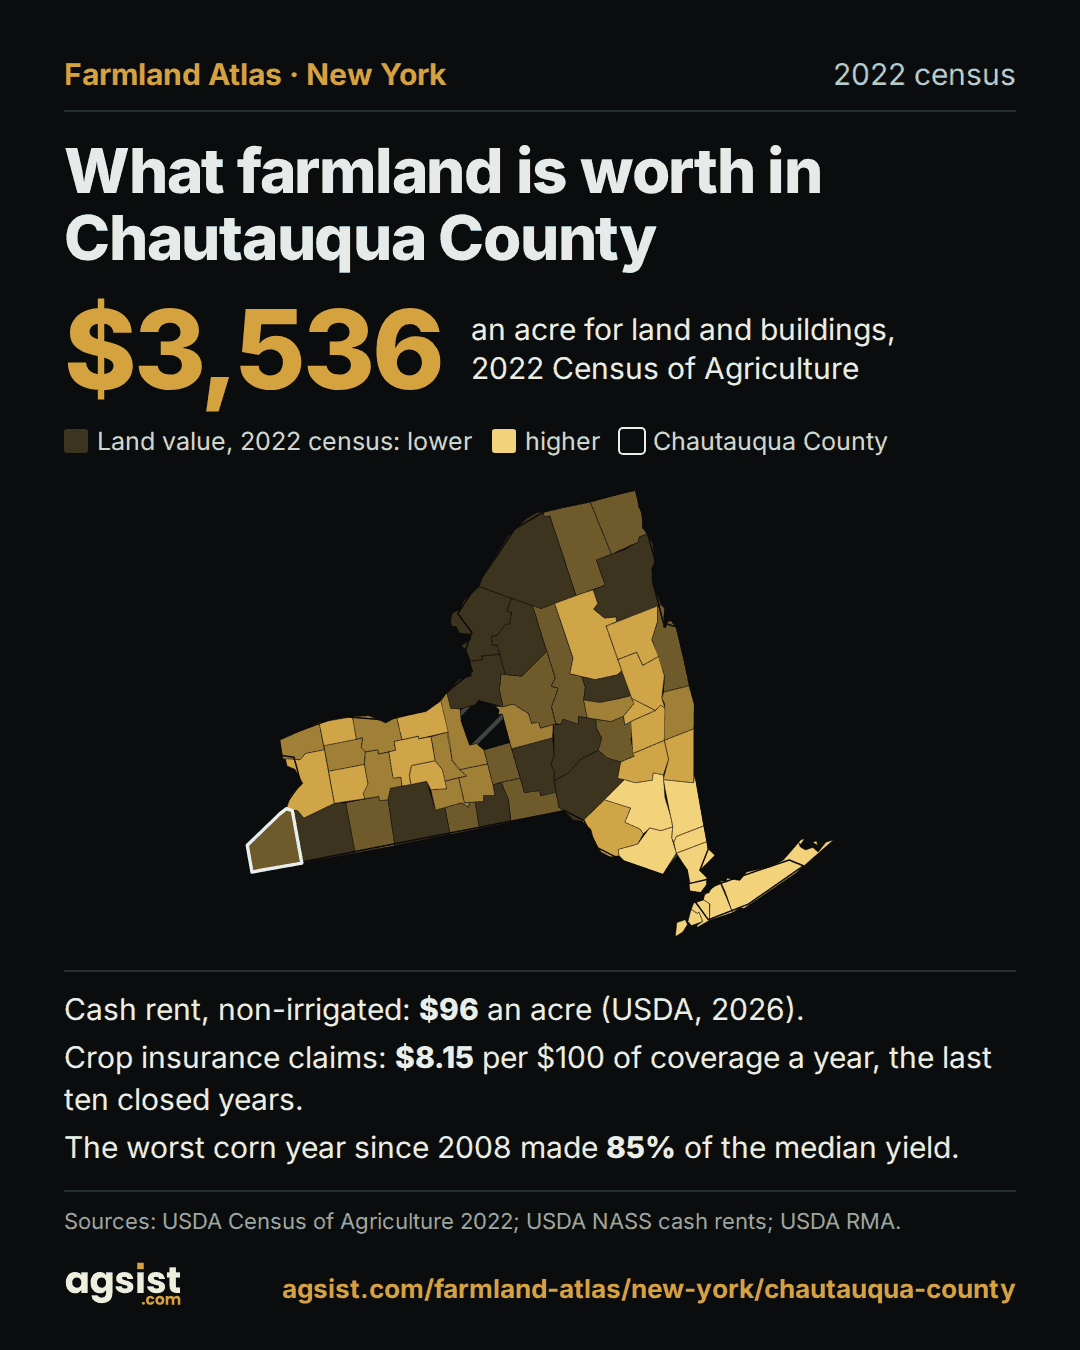 Farmland Atlas · New York
2022 census
What farmland is worth in
Chautauqua County
$3,536
an acre for land and buildings,
2022 Census of Agriculture
Land value, 2022 census: lower
higher
Chautauqua County
Cash rent, non-irrigated: $96 an acre (USDA, 2026).
Crop insurance claims: $8.15 per $100 of coverage a year, the last
ten closed years.
The worst corn year since 2008 made 85% of the median yield.
Sources: USDA Census of Agriculture 2022; USDA NASS cash rents; USDA RMA.
agsist
.com
agsist.com/farmland-atlas/new-york/chautauqua-county